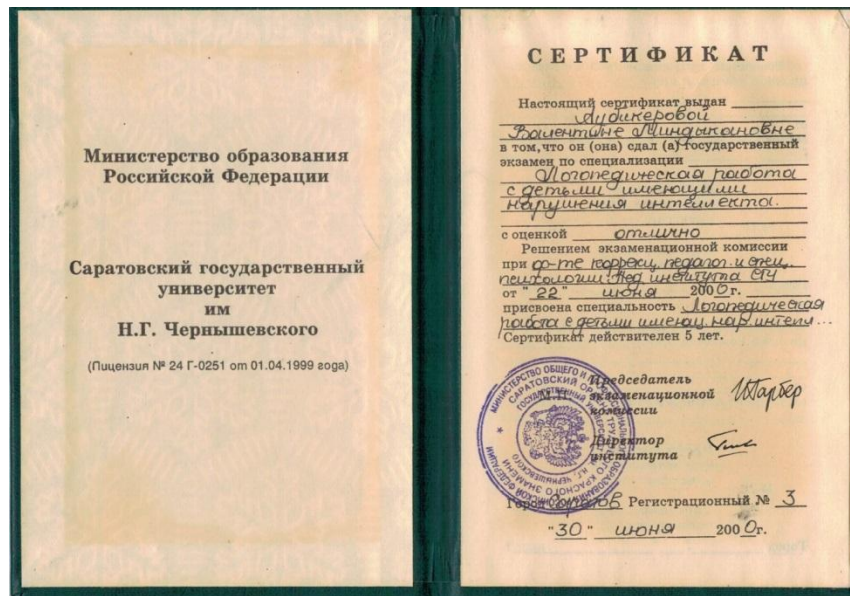 Министерство образования
Российской Федерации
Саратовский государственный
университет
им
Н.Г. Чернышевского
(Лицензия № 24 Г-0251 от 01.04.1999 года)
СЕРТИФИКАТ
Настоящий сертификат выдан
Аубикеровой
Валентине Миндыкановне
в том, что он (она) сдал (а) государственный
экзамен по специализации
Логопедическая работа
с детьми имеющими
нарушения интеллекта.
с оценкой отлично
Решением экзаменационной комиссии
при ф-те коррекц. педагог. и спец.
психологии Пед института СГУ
от "22" июня 2000г.
присвоена специальность Логопедическая
работа с детьми имеющ. нар. интелл...
Сертификат действителен 5 лет.
М.П.
Председатель
экзаменационной
комиссии
Директор
института
Город Саратов Регистрационный № 3
"30" июня 2000г.